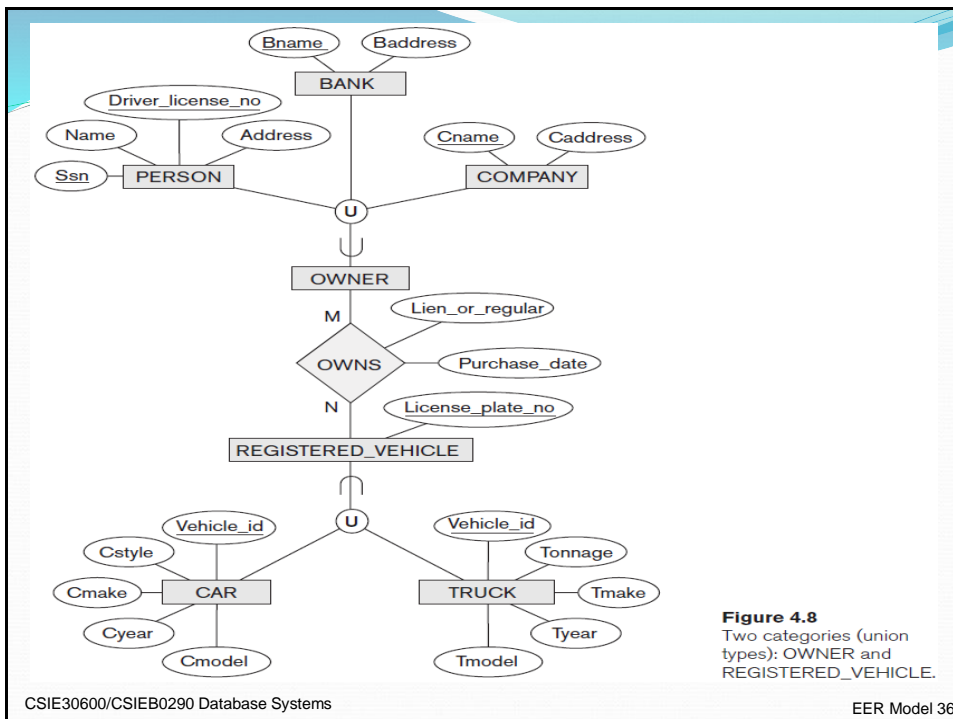 Bname Baddress
BANK
Driver_license_no
Name Address Cname Caddress
Ssn PERSON COMPANY
U
OWNER
M Lien_or_regular
OWNS Purchase_date
N License_plate_no
REGISTERED_VEHICLE
Vehicle_id U Vehicle_id
Cstyle Tonnage
Cmake CAR TRUCK Tmake
Cyear Tyear
Cmodel Tmodel
Figure 4.8
Two categories (union
types): OWNER and
REGISTERED_VEHICLE.
CSIE30600/CSIEB0290 Database Systems EER Model 36